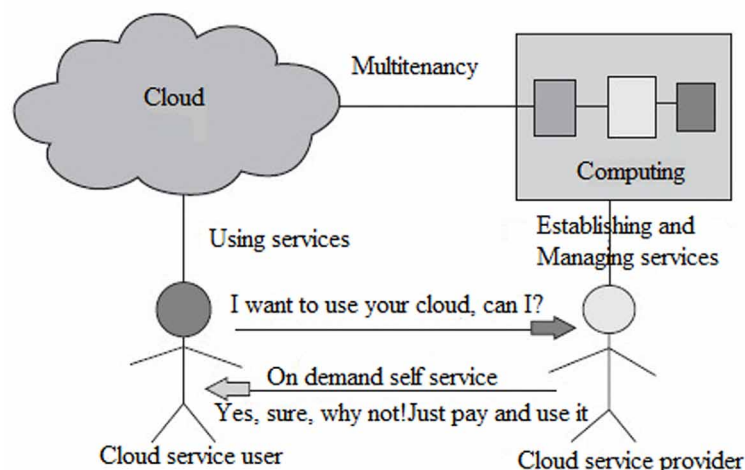 Multitenancy
Cloud
Computing
Using services
Establishing and
Managing services
I want to use your cloud, can I?
On demand self service
Yes, sure, why not!Just pay and use it
Cloud service user
Cloud service provider